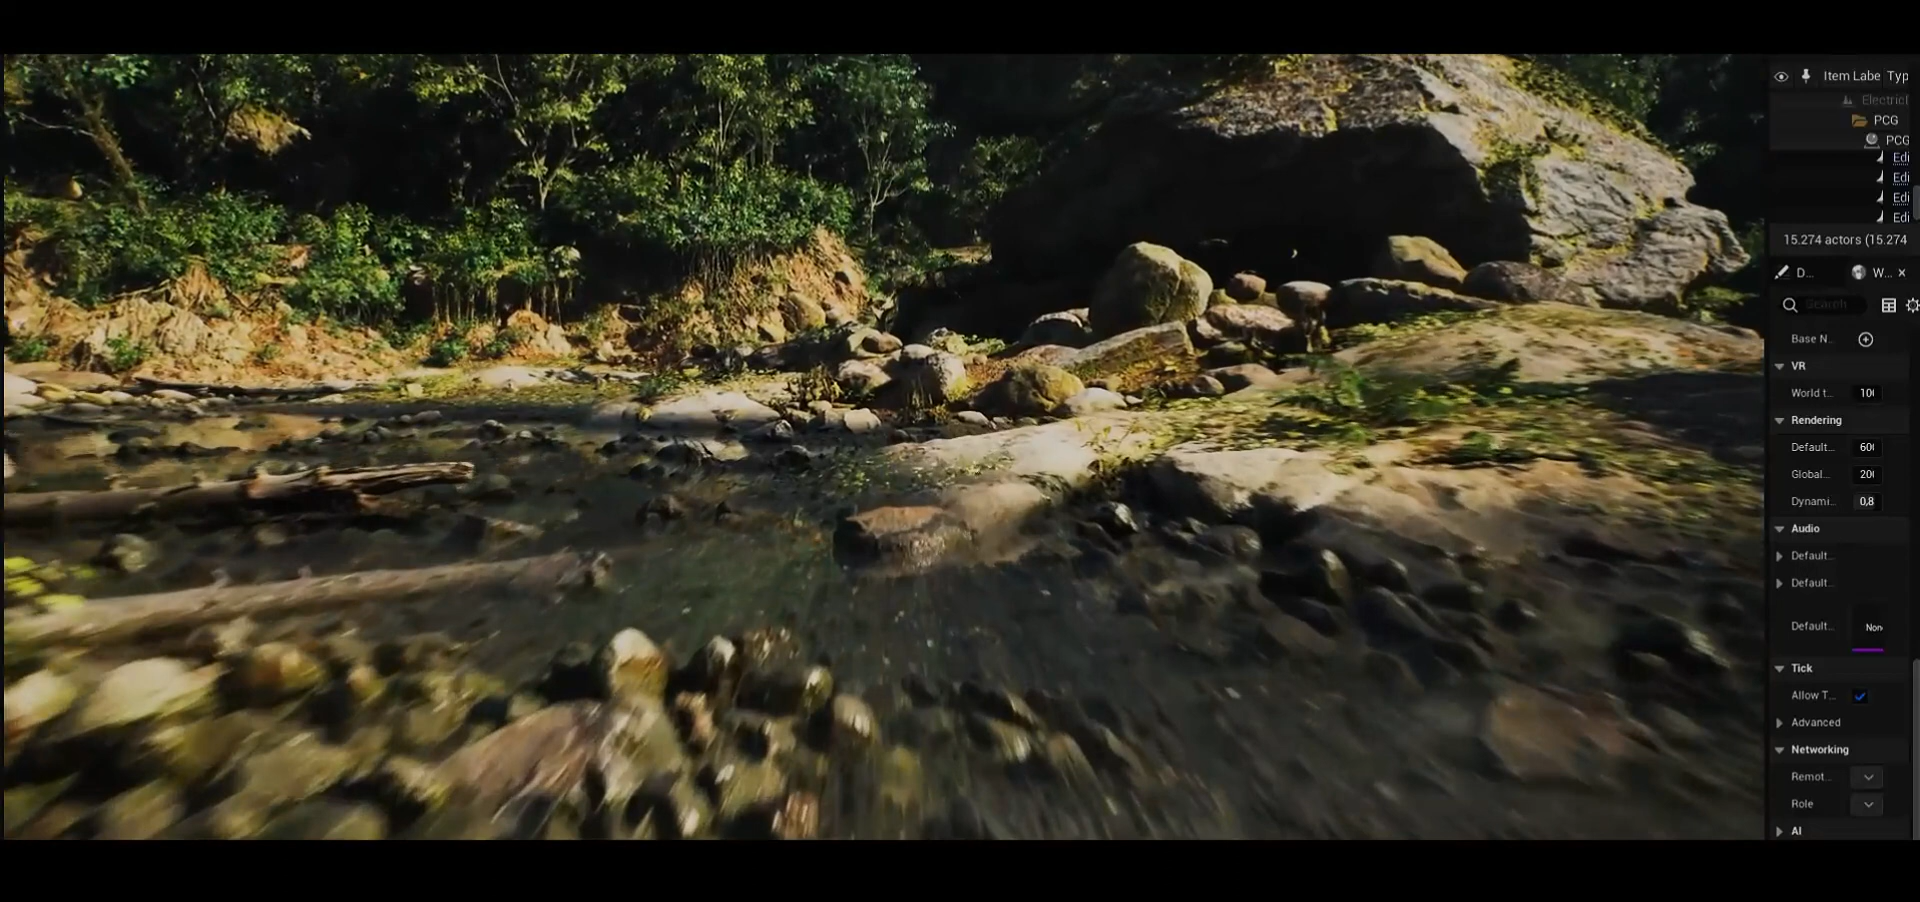 Item Labe Typ
Electricl
PCG
PCG
Edi
Edi
Edi
Edi
15.274 actors (15.274
D... W... ×
Search
Base N..
VR
World t... 10
Rendering
Default... 60
Global... 20
Dynami... 0,8
Audio
Default...
Default...
Default... Non
Tick
Allow T...
Advanced
Networking
Remot...
Role
AI